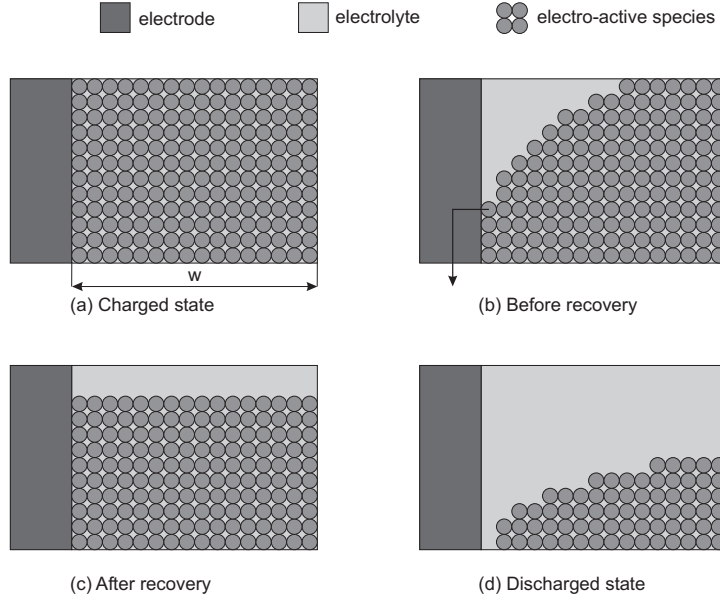 electrode
electrolyte
electro-active species
w
(a) Charged state
(b) Before recovery
(c) After recovery
(d) Discharged state